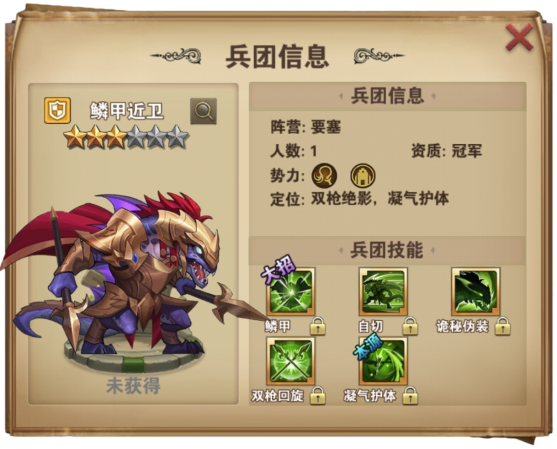 兵团信息
鳞甲近卫
未获得
兵团信息
阵营: 要塞
人数: 1 资质: 冠军
势力:
定位: 双枪绝影，凝气护体
兵团技能
大招
鳞甲 自切 诡秘伪装
本源
双枪回旋 凝气护体